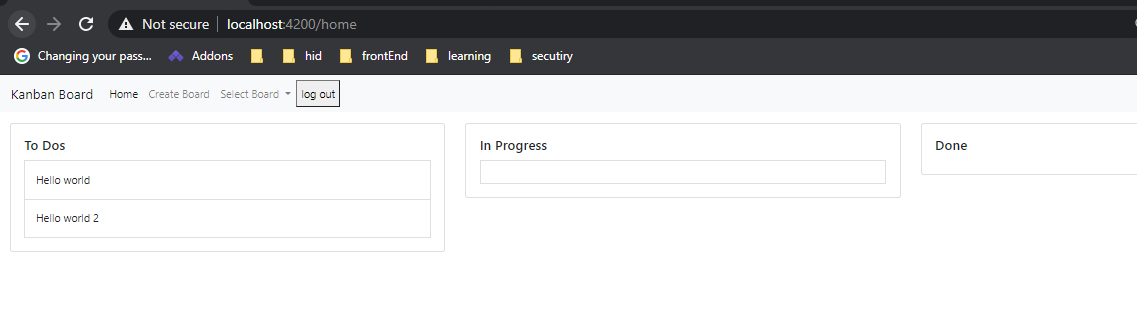 Not secure localhost:4200/home
Changing your pass... Addons hid frontEnd learning secutiry
Kanban Board Home Create Board Select Board log out
To Dos In Progress Done
Hello world
Hello world 2